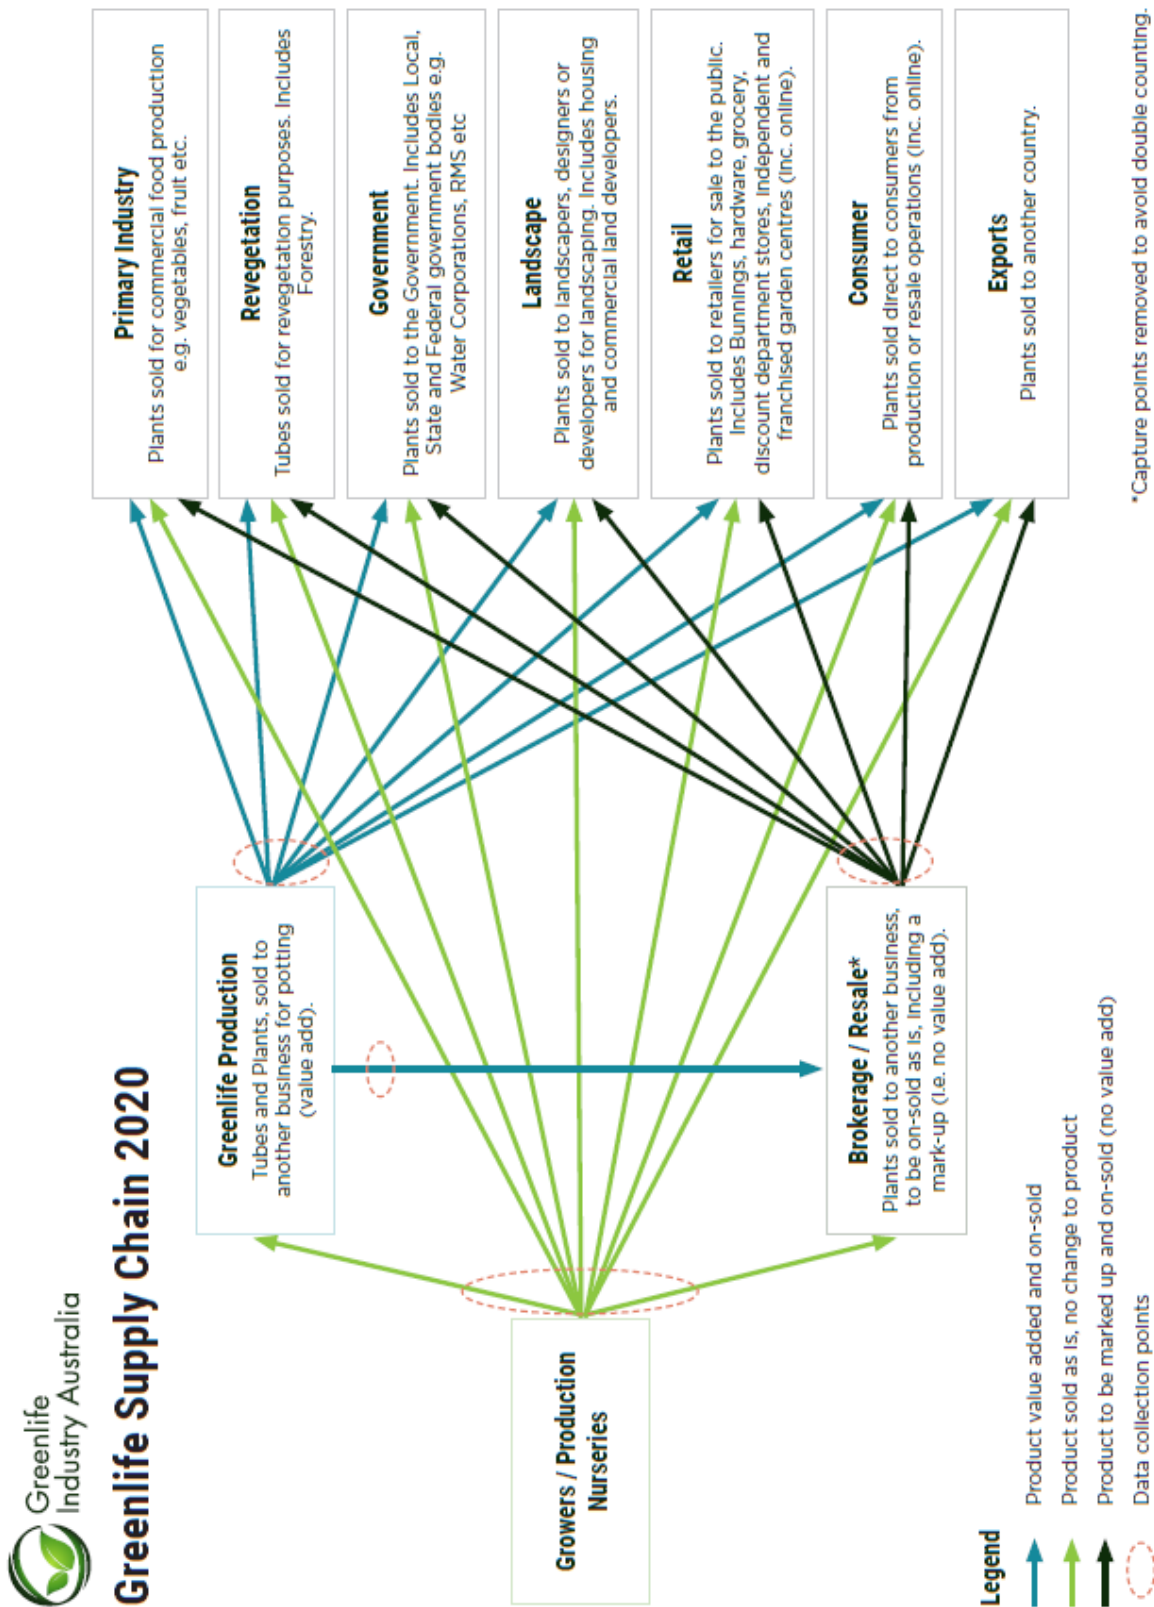 Greenlife
Industry Australia
Greenlife Supply Chain 2020
Growers / Production
Nurseries
Greenlife Production
Tubes and Plants, sold to
another business for potting
(value add).
Brokerage / Resale*
Plants sold to another business,
to be on-sold as is, including a
mark-up (i.e. no value add).
Primary Industry
Plants sold for commercial food production
e.g. vegetables, fruit etc.
Revegetation
Tubes sold for revegetation purposes. Includes
Forestry.
Government
Plants sold to the Government. Includes Local,
State and Federal government bodies e.g.
Water Corporations, RMS etc
Landscape
Plants sold to landscapers, designers or
developers for landscaping. Includes housing
and commercial land developers.
Retail
Plants sold to retailers for sale to the public.
Includes Bunnings, hardware, grocery,
discount department stores, independent and
franchised garden centres (inc. online).
Consumer
Plants sold direct to consumers from
production or resale operations (inc. online).
Exports
Plants sold to another country.
Legend
Product value added and on-sold
Product sold as is, no change to product
Product to be marked up and on-sold (no value add)
Data collection points
*Capture points removed to avoid double counting.